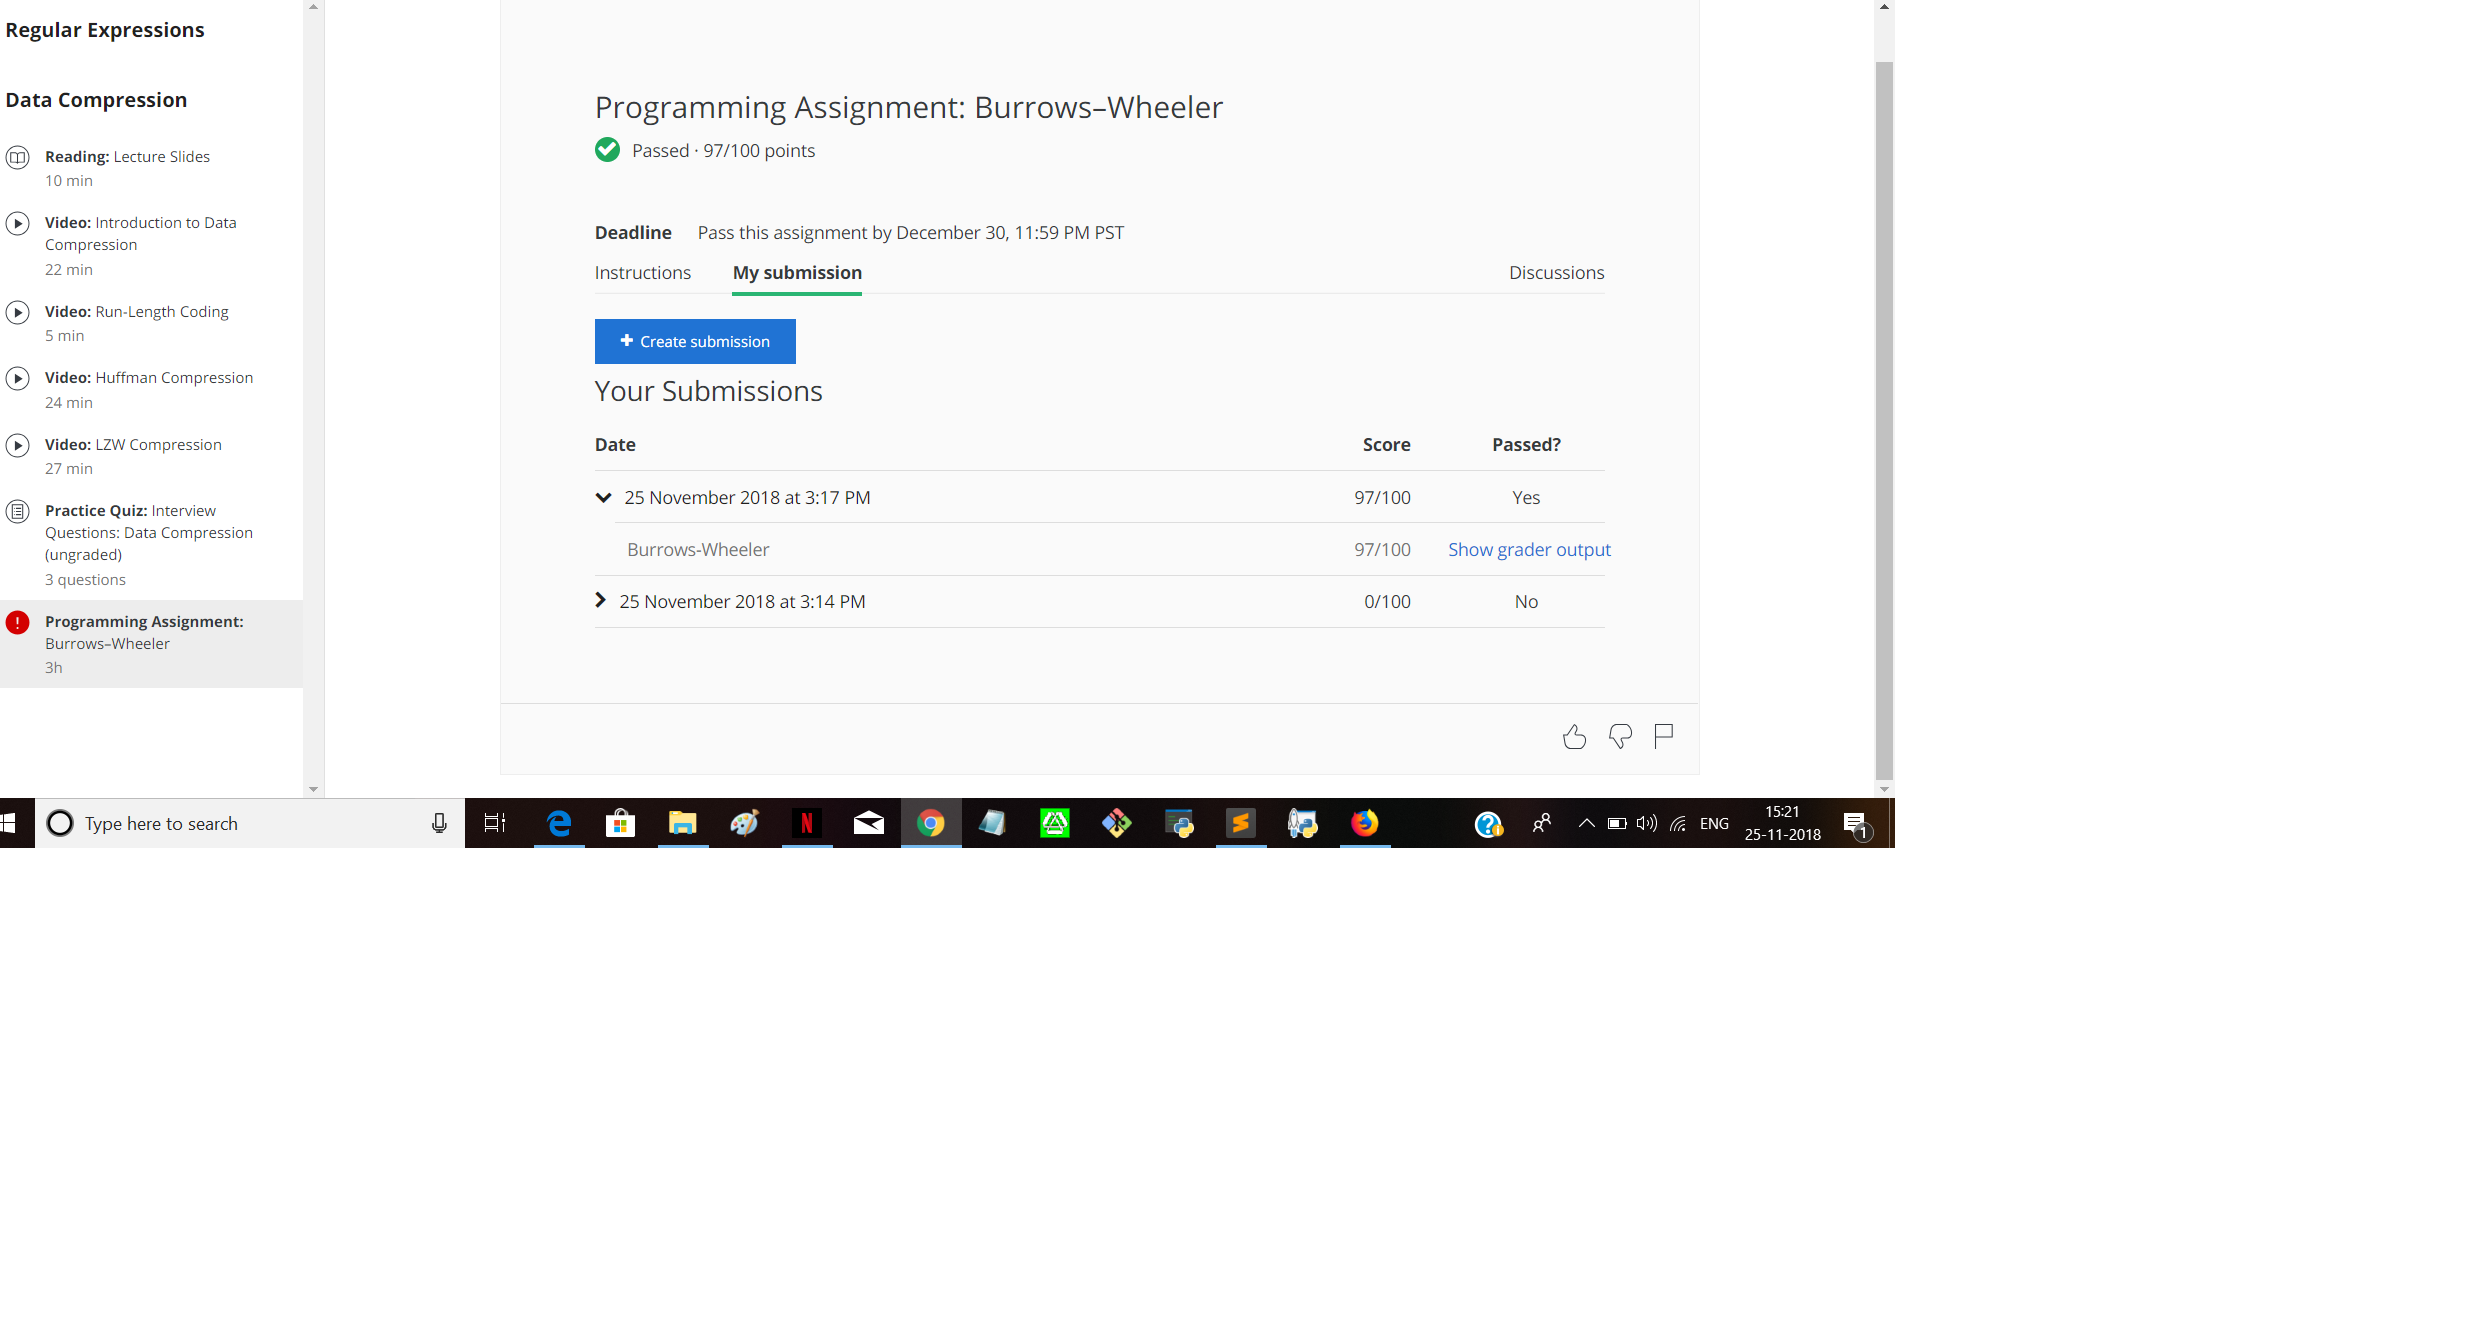 Regular Expressions
Data Compression
Reading: Lecture Slides
10 min
Video: Introduction to Data
Compression
22 min
Video: Run-Length Coding
5 min
Video: Huffman Compression
24 min
Video: LZW Compression
27 min
Practice Quiz: Interview
Questions: Data Compression
(ungraded)
3 questions
Programming Assignment:
Burrows–Wheeler
3h
Programming Assignment: Burrows–Wheeler
Passed · 97/100 points
Deadline Pass this assignment by December 30, 11:59 PM PST
Instructions My submission Discussions
+ Create submission
Your Submissions
Date Score Passed?
25 November 2018 at 3:17 PM 97/100 Yes
Burrows-Wheeler 97/100 Show grader output
25 November 2018 at 3:14 PM 0/100 No
Type here to search
ENG
15:21
25-11-2018
1